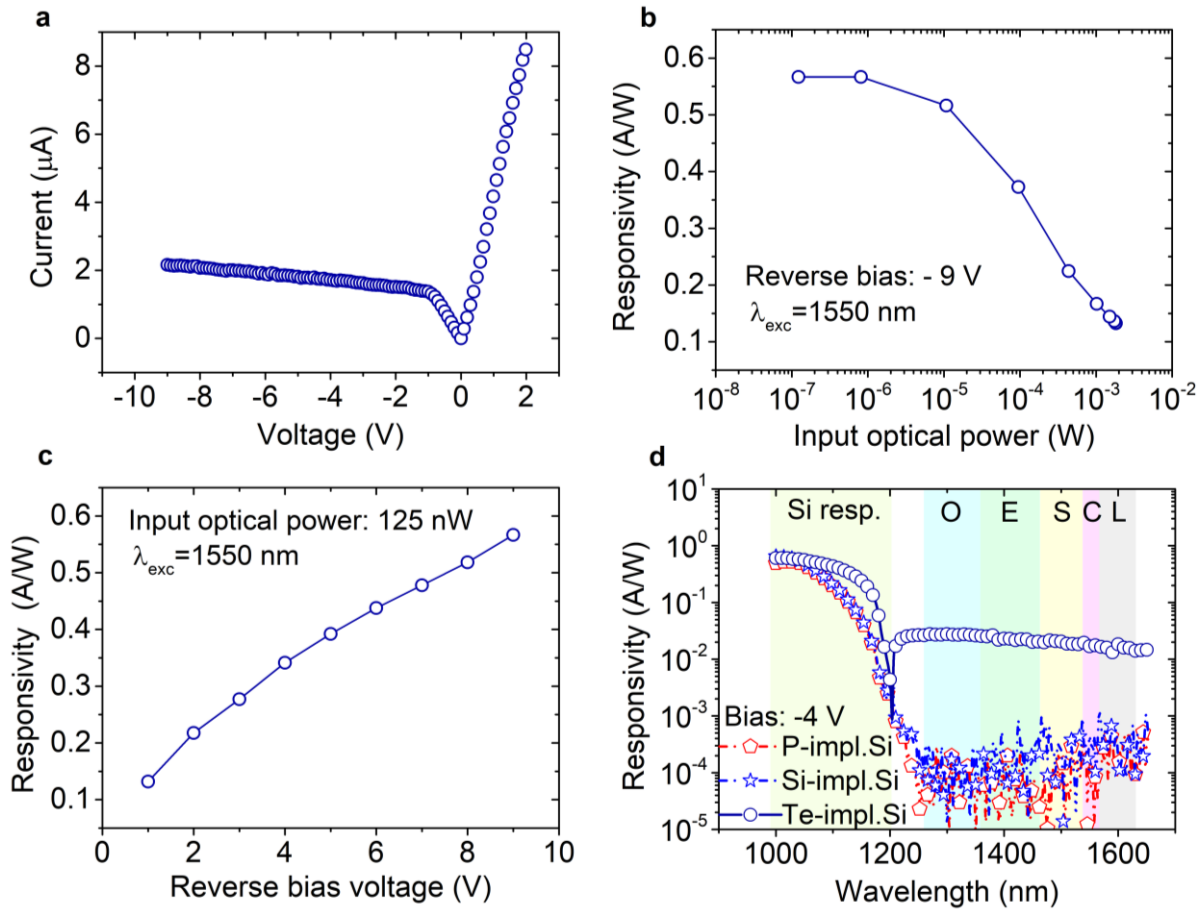 a
8
6
4
2
0
Current (μA)
-10 -8 -6 -4 -2 0 2
Voltage (V)
b
0.6
0.5
0.4
0.3
0.2
0.1
Responsivity (A/W)
Reverse bias: - 9 V
λexc=1550 nm
10-8 10-7 10-6 10-5 10-4 10-3 10-2
Input optical power (W)
c
0.6
0.5
0.4
0.3
0.2
0.1
Responsivity (A/W)
Input optical power: 125 nW
λexc=1550 nm
0 2 4 6 8 10
Reverse bias voltage (V)
d
101
100
10-1
10-2
10-3
10-4
10-5
Responsivity (A/W)
Si resp. O E S C L
Bias: -4 V
P-impl.Si
Si-impl.Si
Te-impl.Si
1000 1200 1400 1600
Wavelength (nm)